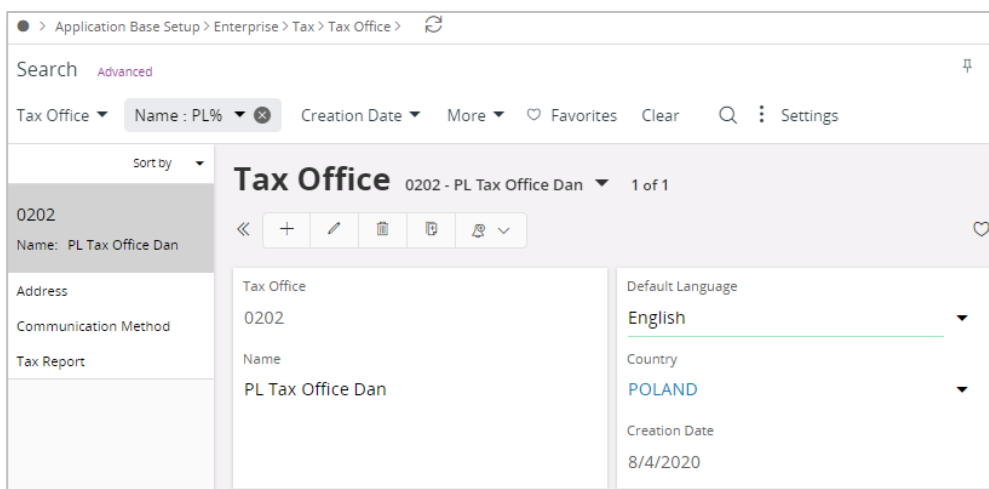 > Application Base Setup > Enterprise > Tax > Tax Office >
Search Advanced
Tax Office Name : PL% Creation Date More Favorites Clear Settings
Sort by
0202
Name: PL Tax Office Dan
Address
Communication Method
Tax Report
Tax Office 0202 - PL Tax Office Dan 1 of 1
Tax Office
0202
Name
PL Tax Office Dan
Default Language
English
Country
POLAND
Creation Date
8/4/2020